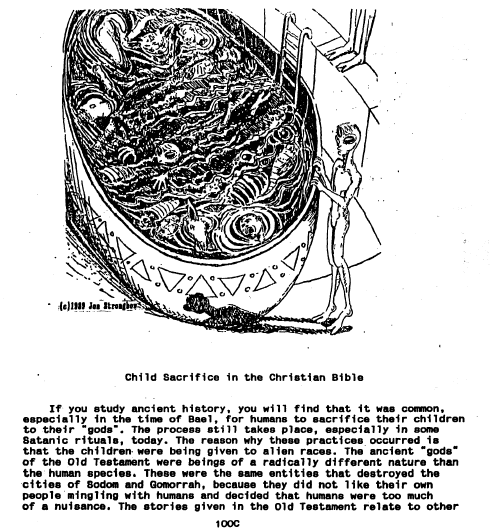 (c)1989 Jon
Child Sacrifice in the Christian Bible
If you study ancient history, you will find that it was common,
especially in the time of Bael, for humans to sacrifice their children
to their "gods". The process still takes place, especially in some
Satanic rituals, today. The reason why these practices occurred is
that the children were being given to alien races. The ancient "gods"
of the Old Testament were beings of a radically different nature than
the human species. These were the same entities that destroyed the
cities of Sodom and Gomorrah, because they did not like their own
people mingling with humans and decided that humans were too much
of a nuisance. The stories given in the Old Testament relate to other
100C